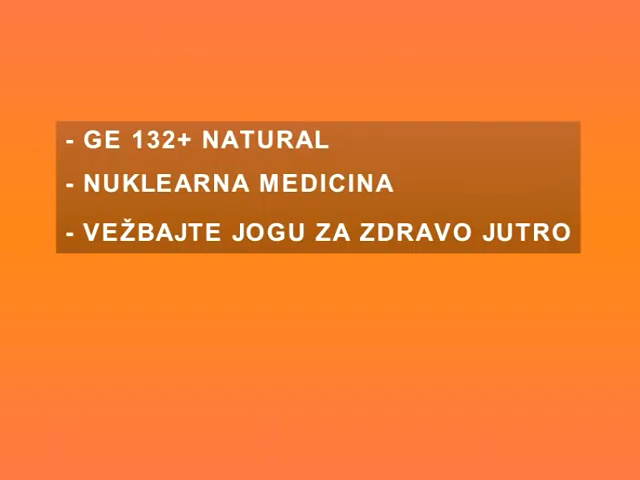 - GE 132+ NATURAL
- NUKLEARNA MEDICINA
- VEŽBAJTE JOGU ZA ZDRAVO JUTRO